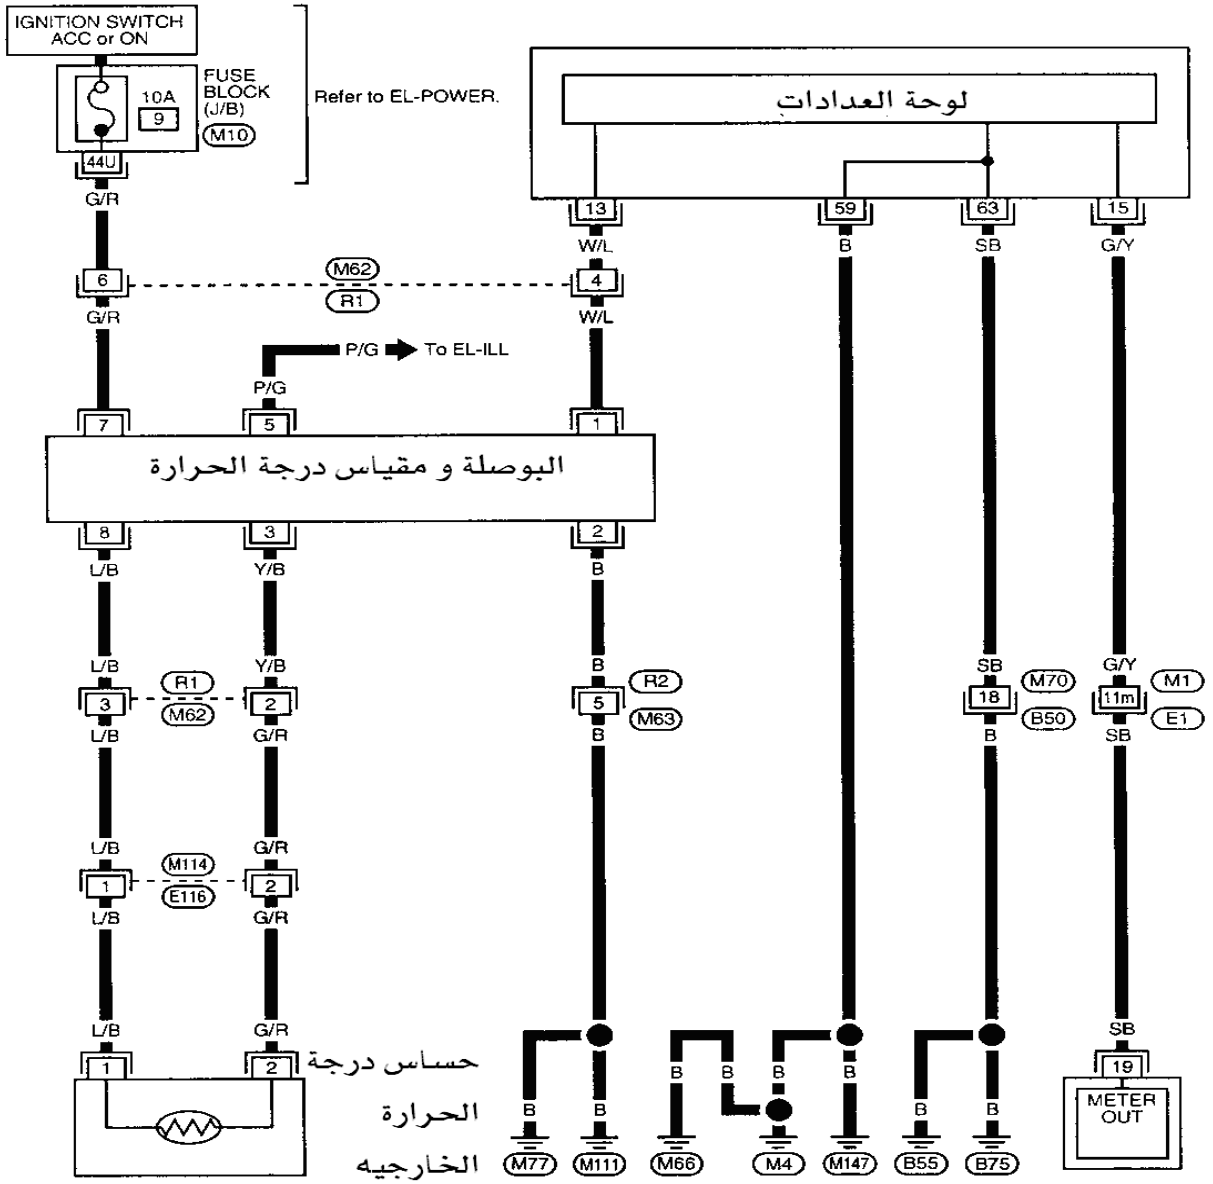 IGNITION SWITCH
ACC or ON
FUSE
BLOCK
(J/B)
10A
9
M10
44U
Refer to EL-POWER.
لوحة العدادات
13
59
63
15
G/R
W/L
B
SB
G/Y
6
M62
R1
4
G/R
W/L
P/G
To EL-ILL
P/G
7
5
1
البوصلة و مقياس درجة الحرارة
8
3
2
L/B
Y/B
B
L/B
Y/B
B
SB
G/Y
3
R1
M62
2
5
R2
M63
18
M70
B50
11m
M1
E1
L/B
G/R
B
B
SB
L/B
G/R
1
M114
E116
2
L/B
G/R
L/B
G/R
SB
1
2
حساس درجة
الحرارة
الخارجيه
19
METER
OUT
B
B
B
B
B
B
B
B
B
M77
M111
M66
M4
M147
B55
B75